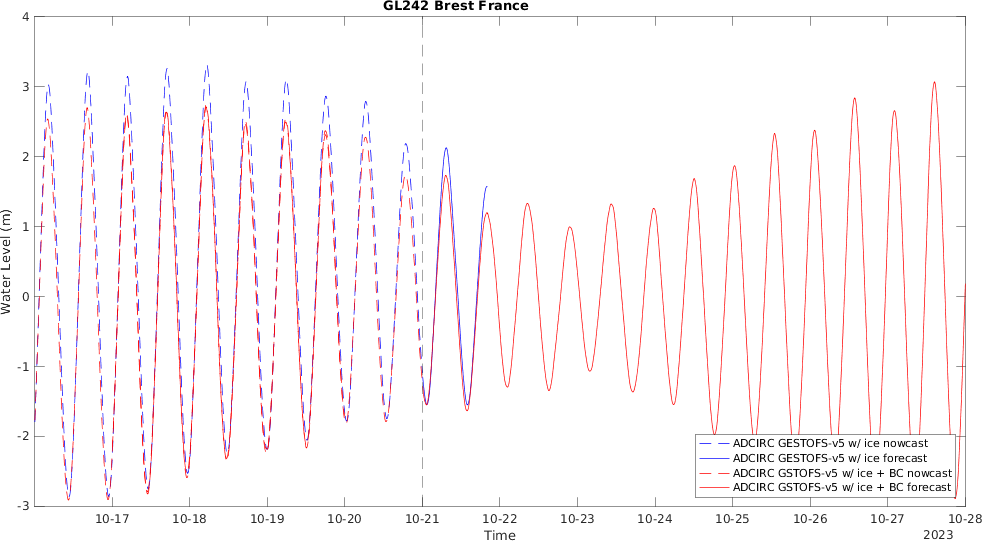 GL242 Brest France
4
3
2
1
0
-1
-2
-3
Water Level (m)
10-17 10-18 10-19 10-20 10-21 10-22 10-23 10-24 10-25 10-26 10-27 10-28
Time
2023
ADCIRC GESTOFS-v5 w/ ice nowcast
ADCIRC GESTOFS-v5 w/ ice forecast
ADCIRC GSTOFS-v5 w/ ice + BC nowcast
ADCIRC GSTOFS-v5 w/ ice + BC forecast